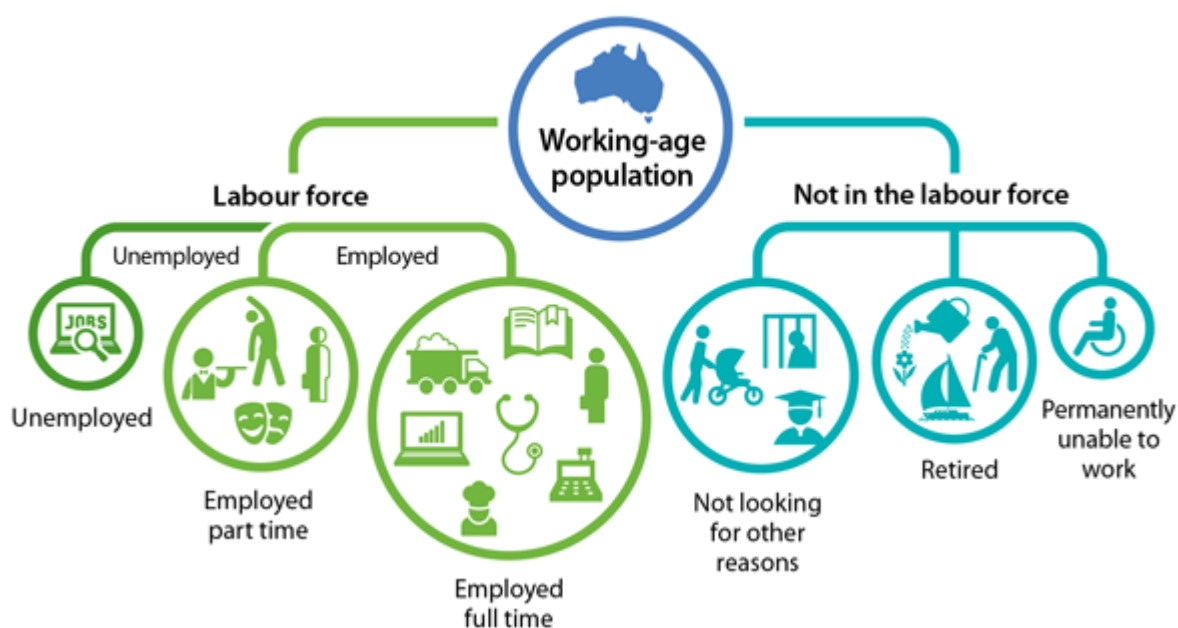 Working-age
population
Labour force
Not in the labour force
Unemployed
Employed
JOBS
Unemployed
Employed
part time
Employed
full time
Not looking
for other
reasons
Retired
Permanently
unable to
work